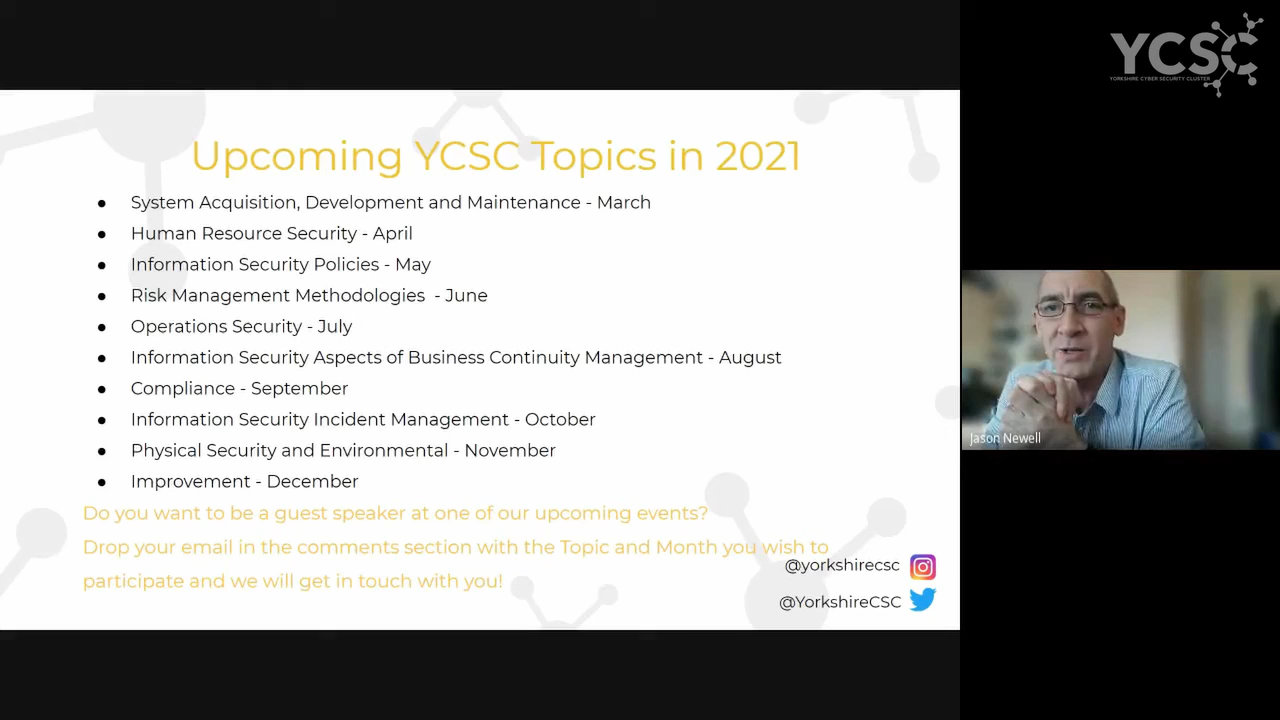 YCSC
YORKSHIRE CYBER SECURITY CLUSTER
Upcoming YCSC Topics in 2021
● System Acquisition, Development and Maintenance - March
● Human Resource Security - April
● Information Security Policies - May
● Risk Management Methodologies - June
● Operations Security - July
● Information Security Aspects of Business Continuity Management - August
● Compliance - September
● Information Security Incident Management - October
● Physical Security and Environmental - November
● Improvement - December
Do you want to be a guest speaker at one of our upcoming events?
Drop your email in the comments section with the Topic and Month you wish to
participate and we will get in touch with you!
@yorkshirecsc
@YorkshireCSC
Jason Newell